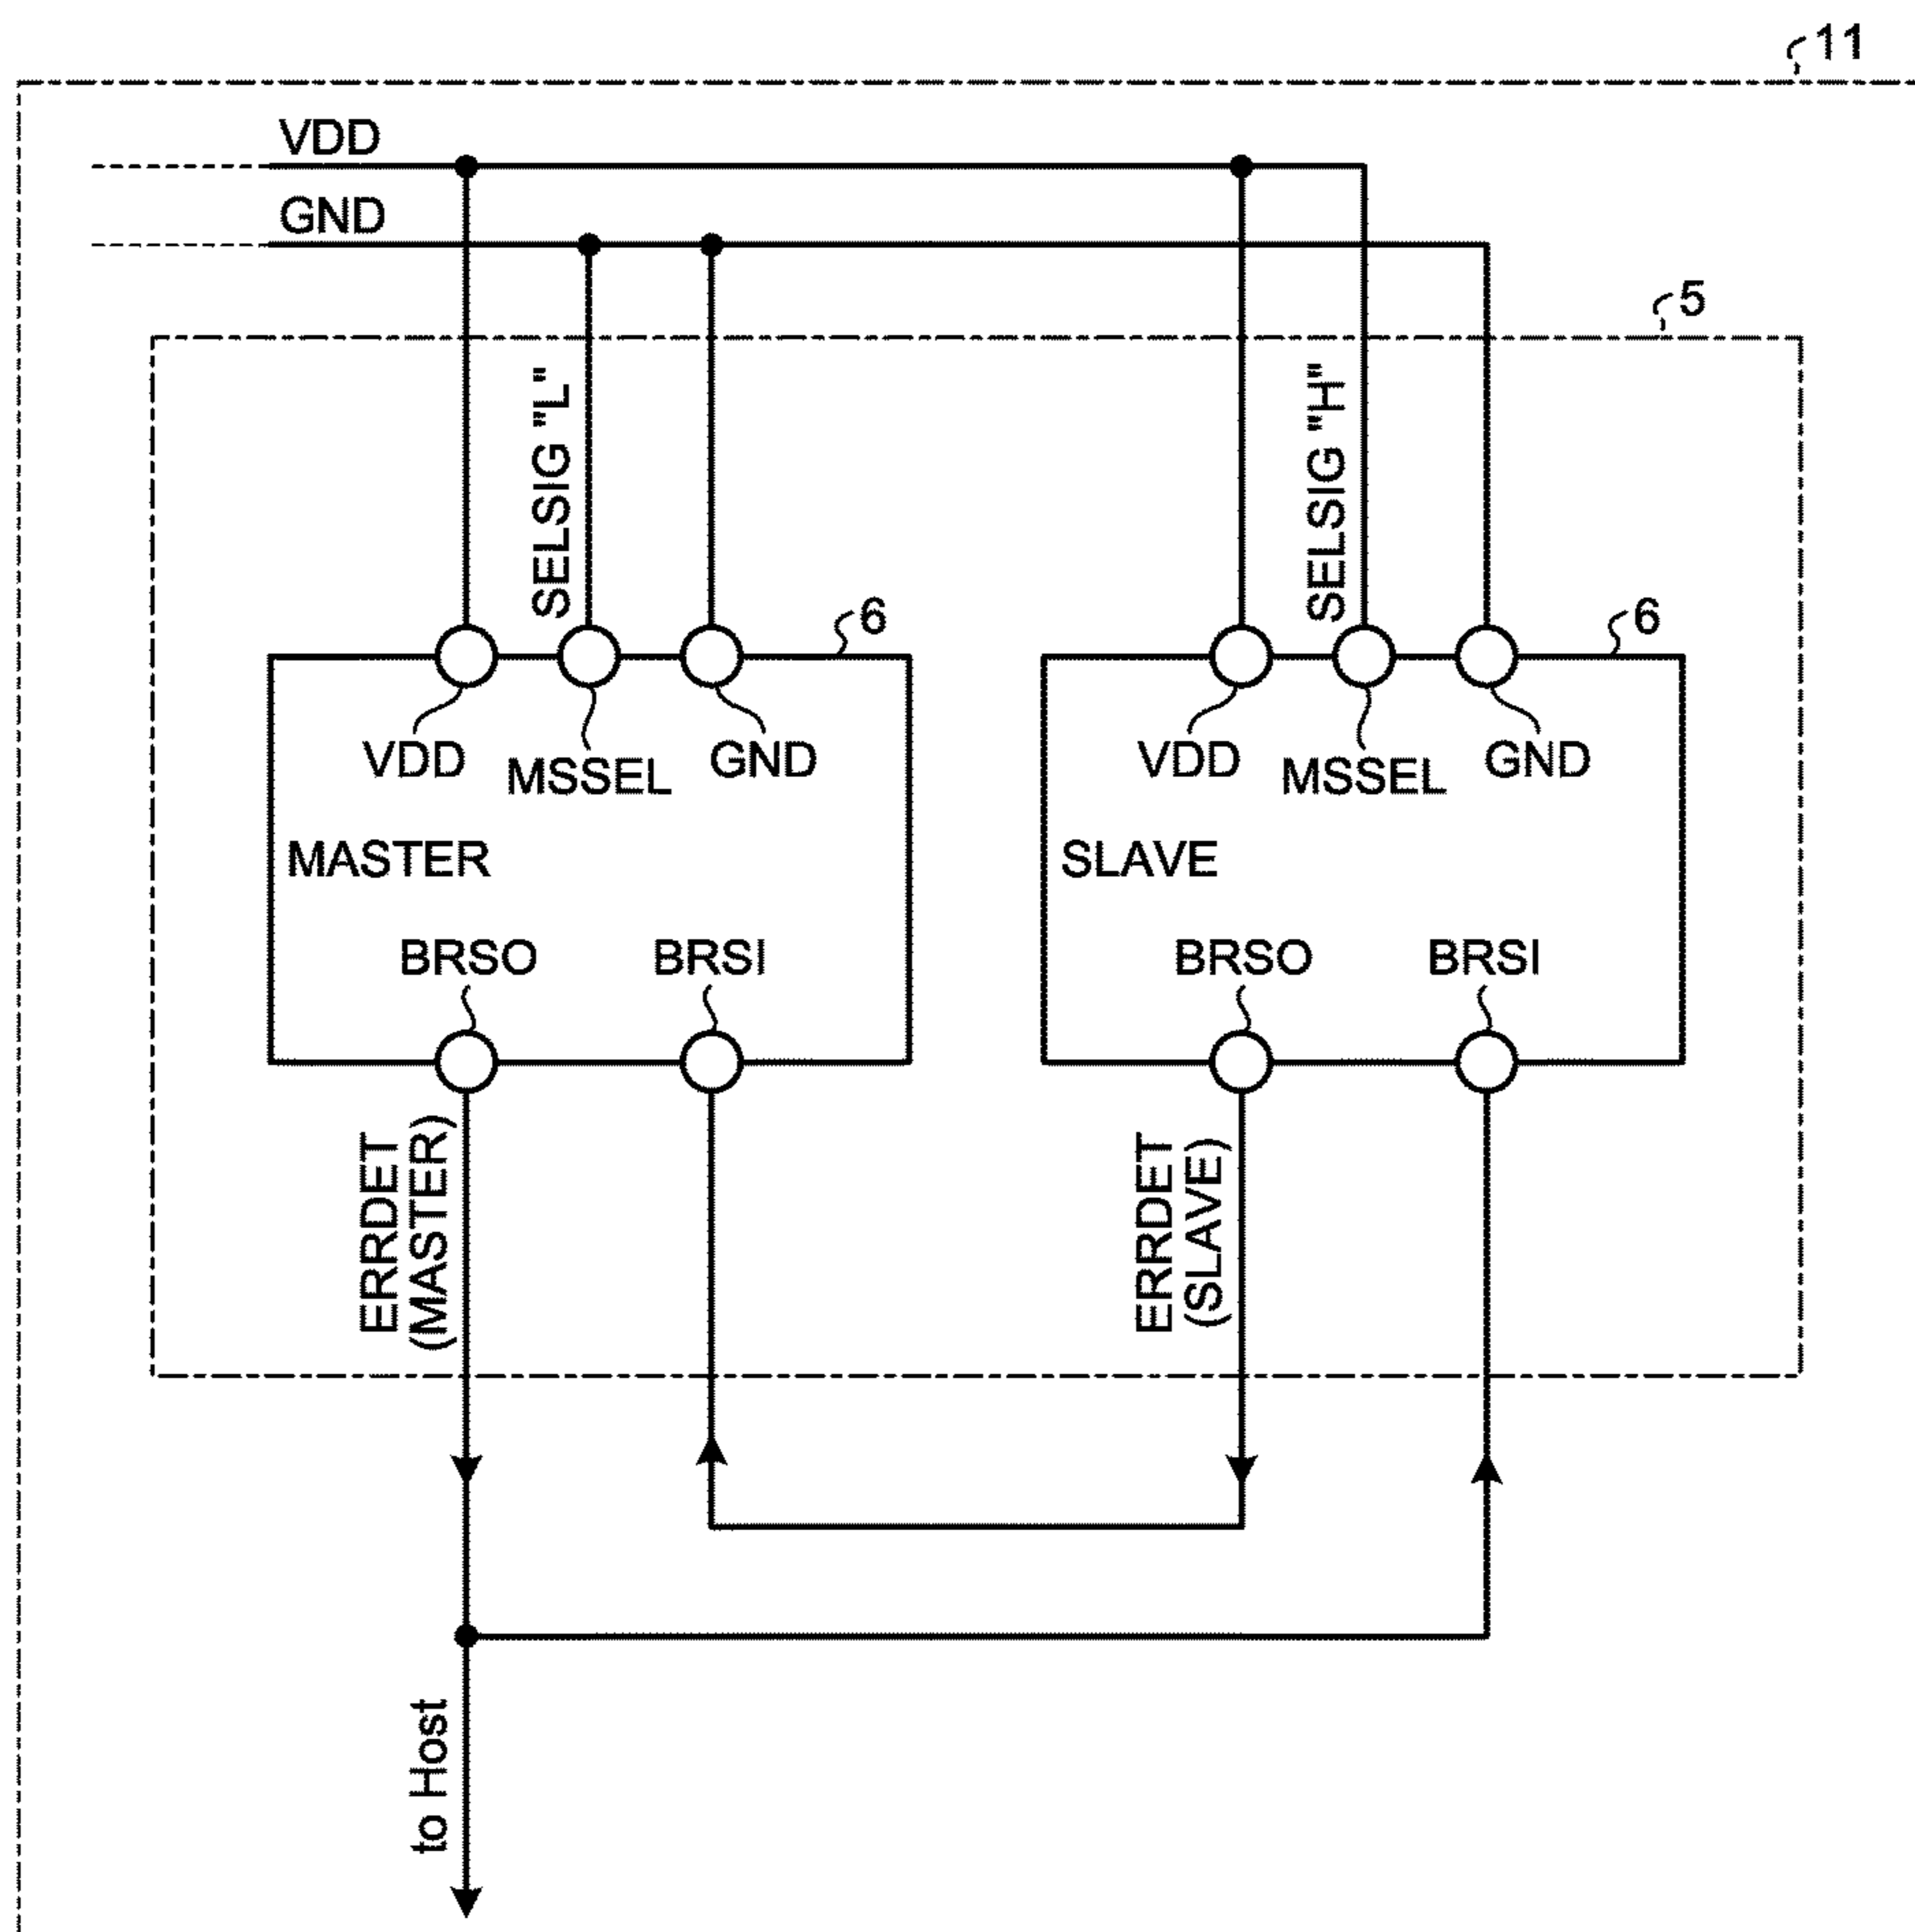 11
VDD
GND
5
SELSIG "L"
SELSIG "H"
6
6
VDD
MSSEL
GND
VDD
MSSEL
GND
MASTER
SLAVE
BRSO
BRSI
BRSO
BRSI
ERRDET
(MASTER)
ERRDET
(SLAVE)
to Host